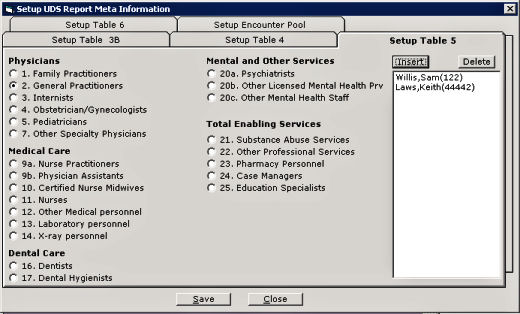 Setup UDS Report Meta Information
Setup Table 6
Setup Encounter Pool
Setup Table 3B
Setup Table 4
Setup Table 5
Physicians
1. Family Practitioners
2. General Practitioners
3. Internists
4. Obstetrician/Gynecologists
5. Pediatricians
7. Other Specialty Physicians
Medical Care
9a. Nurse Practitioners
9b. Physician Assistants
10. Certified Nurse Midwives
11. Nurses
12. Other Medical personnel
13. Laboratory personnel
14. X-ray personnel
Dental Care
16. Dentists
17. Dental Hygienists
Mental and Other Services
20a. Psychiatrists
20b. Other Licensed Mental Health Prv
20c. Other Mental Health Staff
Total Enabling Services
21. Substance Abuse Services
22. Other Professional Services
23. Pharmacy Personnel
24. Case Managers
25. Education Specialists
Insert
Delete
Willis,Sam(122)
Laws,Keith(44442)
Save
Close